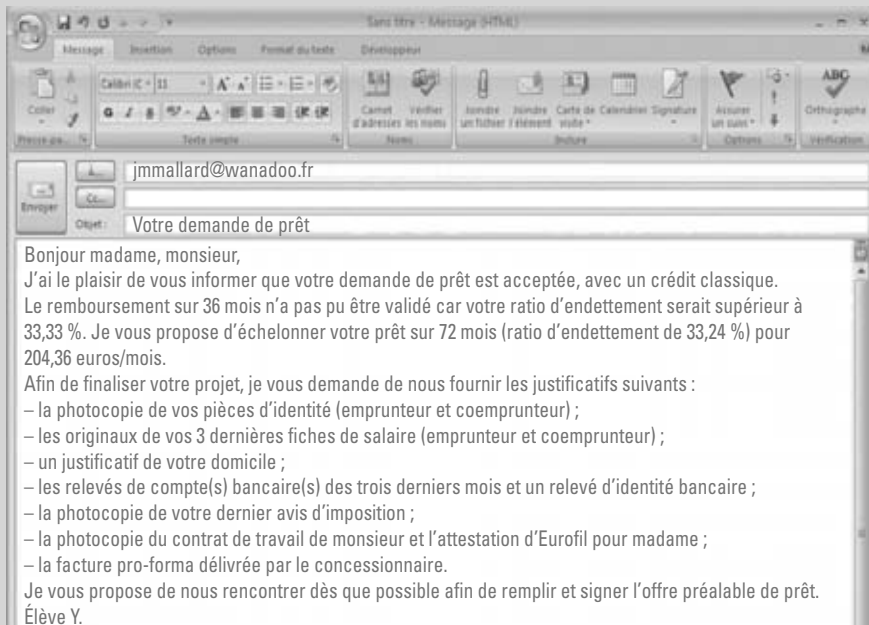 Sans titre - Message (HTML)
Message Insertion Options Format du texte Développeur
Calibri (C 11
Coller
G I S
Carnet d'adresses
Vérifier les noms
Joindre un fichier
Joindre l'élément
Carte de visite
Calendrier
Signature
Assurer un suivi
ABC
Orthographe
Presse-pa... Texte simple Noms Inclure Options Vérification
Envoyer
À... jmmallard@wanadoo.fr
Cc...
Objet : Votre demande de prêt
Bonjour madame, monsieur,
J'ai le plaisir de vous informer que votre demande de prêt est acceptée, avec un crédit classique.
Le remboursement sur 36 mois n'a pas pu être validé car votre ratio d'endettement serait supérieur à
33,33 %. Je vous propose d'échelonner votre prêt sur 72 mois (ratio d'endettement de 33,24 %) pour
204,36 euros/mois.
Afin de finaliser votre projet, je vous demande de nous fournir les justificatifs suivants :
– la photocopie de vos pièces d'identité (emprunteur et coemprunteur) ;
– les originaux de vos 3 dernières fiches de salaire (emprunteur et coemprunteur) ;
– un justificatif de votre domicile ;
– les relevés de compte(s) bancaire(s) des trois derniers mois et un relevé d'identité bancaire ;
– la photocopie de votre dernier avis d'imposition ;
– la photocopie du contrat de travail de monsieur et l'attestation d'Eurofil pour madame ;
– la facture pro-forma délivrée par le concessionnaire.
Je vous propose de nous rencontrer dès que possible afin de remplir et signer l'offre préalable de prêt.
Élève Y.